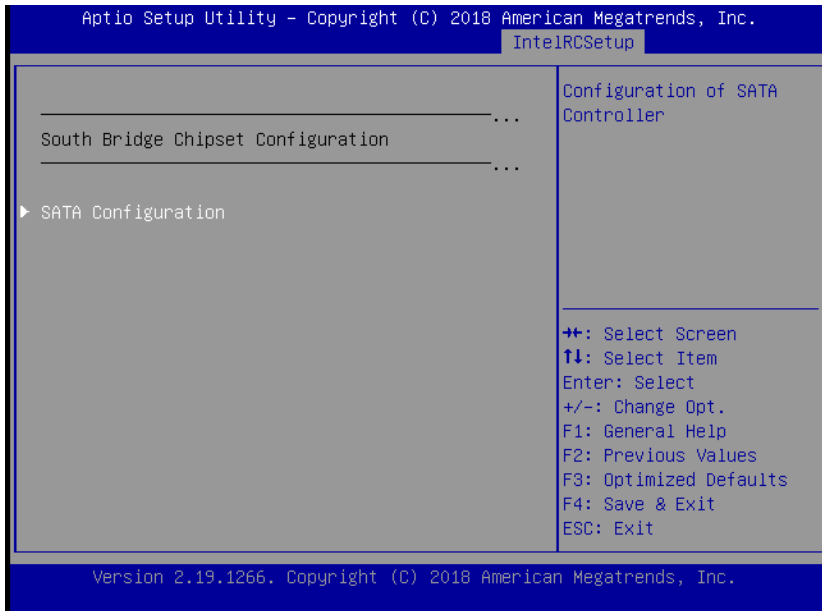 Aptio Setup Utility – Copyright (C) 2018 American Megatrends, Inc.
IntelRCSetup
...
South Bridge Chipset Configuration
...
SATA Configuration
Configuration of SATA
Controller
→←: Select Screen
↑↓: Select Item
Enter: Select
+/-: Change Opt.
F1: General Help
F2: Previous Values
F3: Optimized Defaults
F4: Save & Exit
ESC: Exit
Version 2.19.1266. Copyright (C) 2018 American Megatrends, Inc.